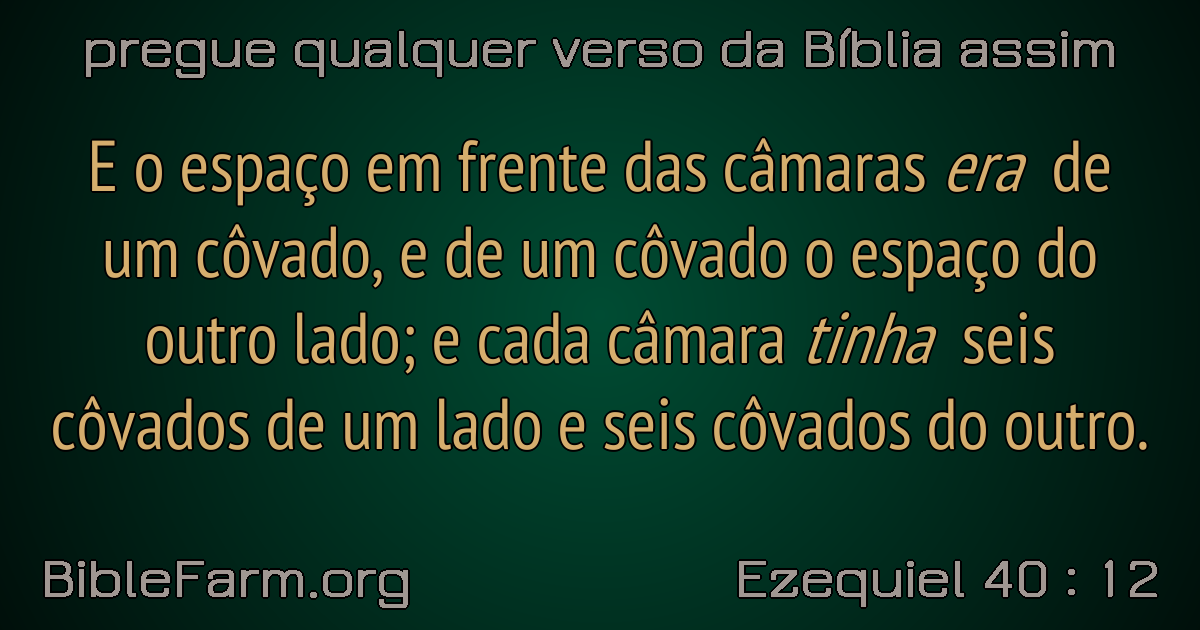 pregue qualquer verso da Bíblia assim
E o espaço em frente das câmaras era de
um côvado, e de um côvado o espaço do
outro lado; e cada câmara tinha seis
côvados de um lado e seis côvados do outro.
BibleFarm.org
Ezequiel 40 : 12